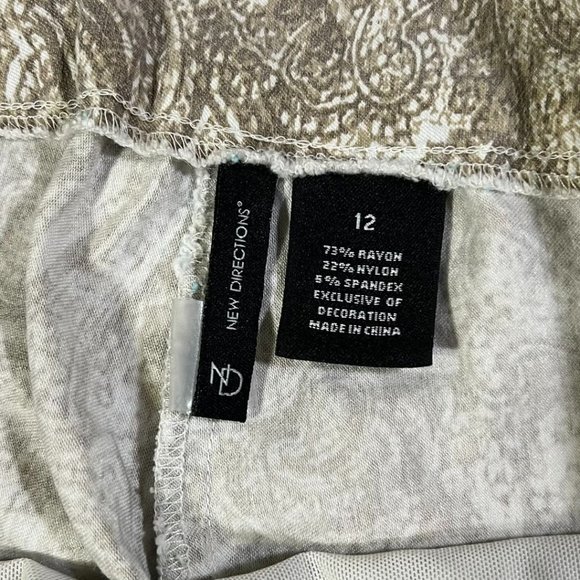 NEW DIRECTIONS®
ND
12
73% RAYON
22% NYLON
5% SPANDEX
EXCLUSIVE OF
DECORATION
MADE IN CHINA